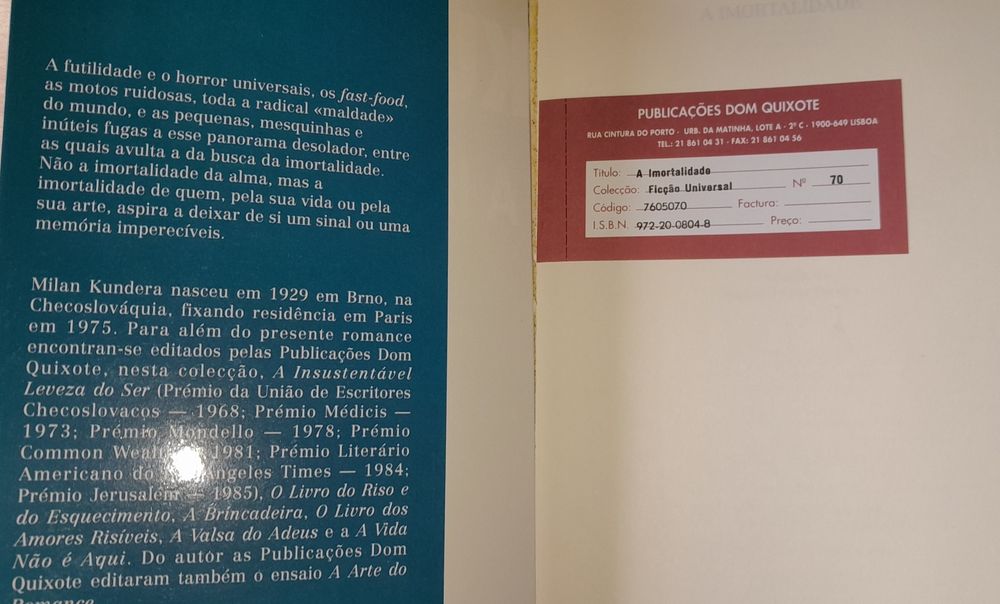 A futilidade e o horror universais, os fast-food,
as motos ruidosas, toda a radical «maldade»
do mundo, e as pequenas, mesquinhas e
inúteis fugas a esse panorama desolador, entre
as quais avulta a da busca da imortalidade.
Não a imortalidade da alma, mas a
imortalidade de quem, pela sua vida ou pela
sua arte, aspira a deixar de si um sinal ou uma
memória imperecíveis.
Milan Kundera nasceu em 1929 em Brno, na
Checoslováquia, fixando residência em Paris
em 1975. Para além do presente romance
encontran-se editados pelas Publicações Dom
Quixote, nesta colecção, A Insustentável
Leveza do Ser (Prémio da União de Escritores
Checoslovacos — 1968; Prémio Médicis —
1973; Prémio Mondello — 1978; Prémio
Common Wealth 1981; Prémio Literário
Americano do Angeles Times — 1984;
Prémio Jerusalém — 1985), O Livro do Riso e
do Esquecimento, A Brincadeira, O Livro dos
Amores Risíveis, A Valsa do Adeus e a A Vida
Não é Aqui. Do autor as Publicações Dom
Quixote editaram também o ensaio A Arte do
Romance
A IMORTALIDADE
PUBLICAÇÕES DOM QUIXOTE
RUA CINTURA DO PORTO - URB. DA MATINHA, LOTE A - 2º C - 1900-649 LISBOA
TEL.: 21 861 04 31 - FAX: 21 861 04 56
Título: A Imortalidade
Colecção: Ficção Universal Nº 70
Código: 7605070 Factura:
I.S.B.N. 972-20-0804-8 Preço: